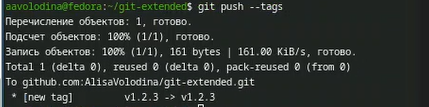 aavolodina@fedora:~/git-extended$ git push --tags
Перечисление объектов: 1, готово.
Подсчет объектов: 100% (1/1), готово.
Запись объектов: 100% (1/1), 161 bytes | 161.00 KiB/s, готово.
Total 1 (delta 0), reused 0 (delta 0), pack-reused 0 (from 0)
To github.com:AlisaVolodina/git-extended.git
 * [new tag]         v1.2.3 -> v1.2.3